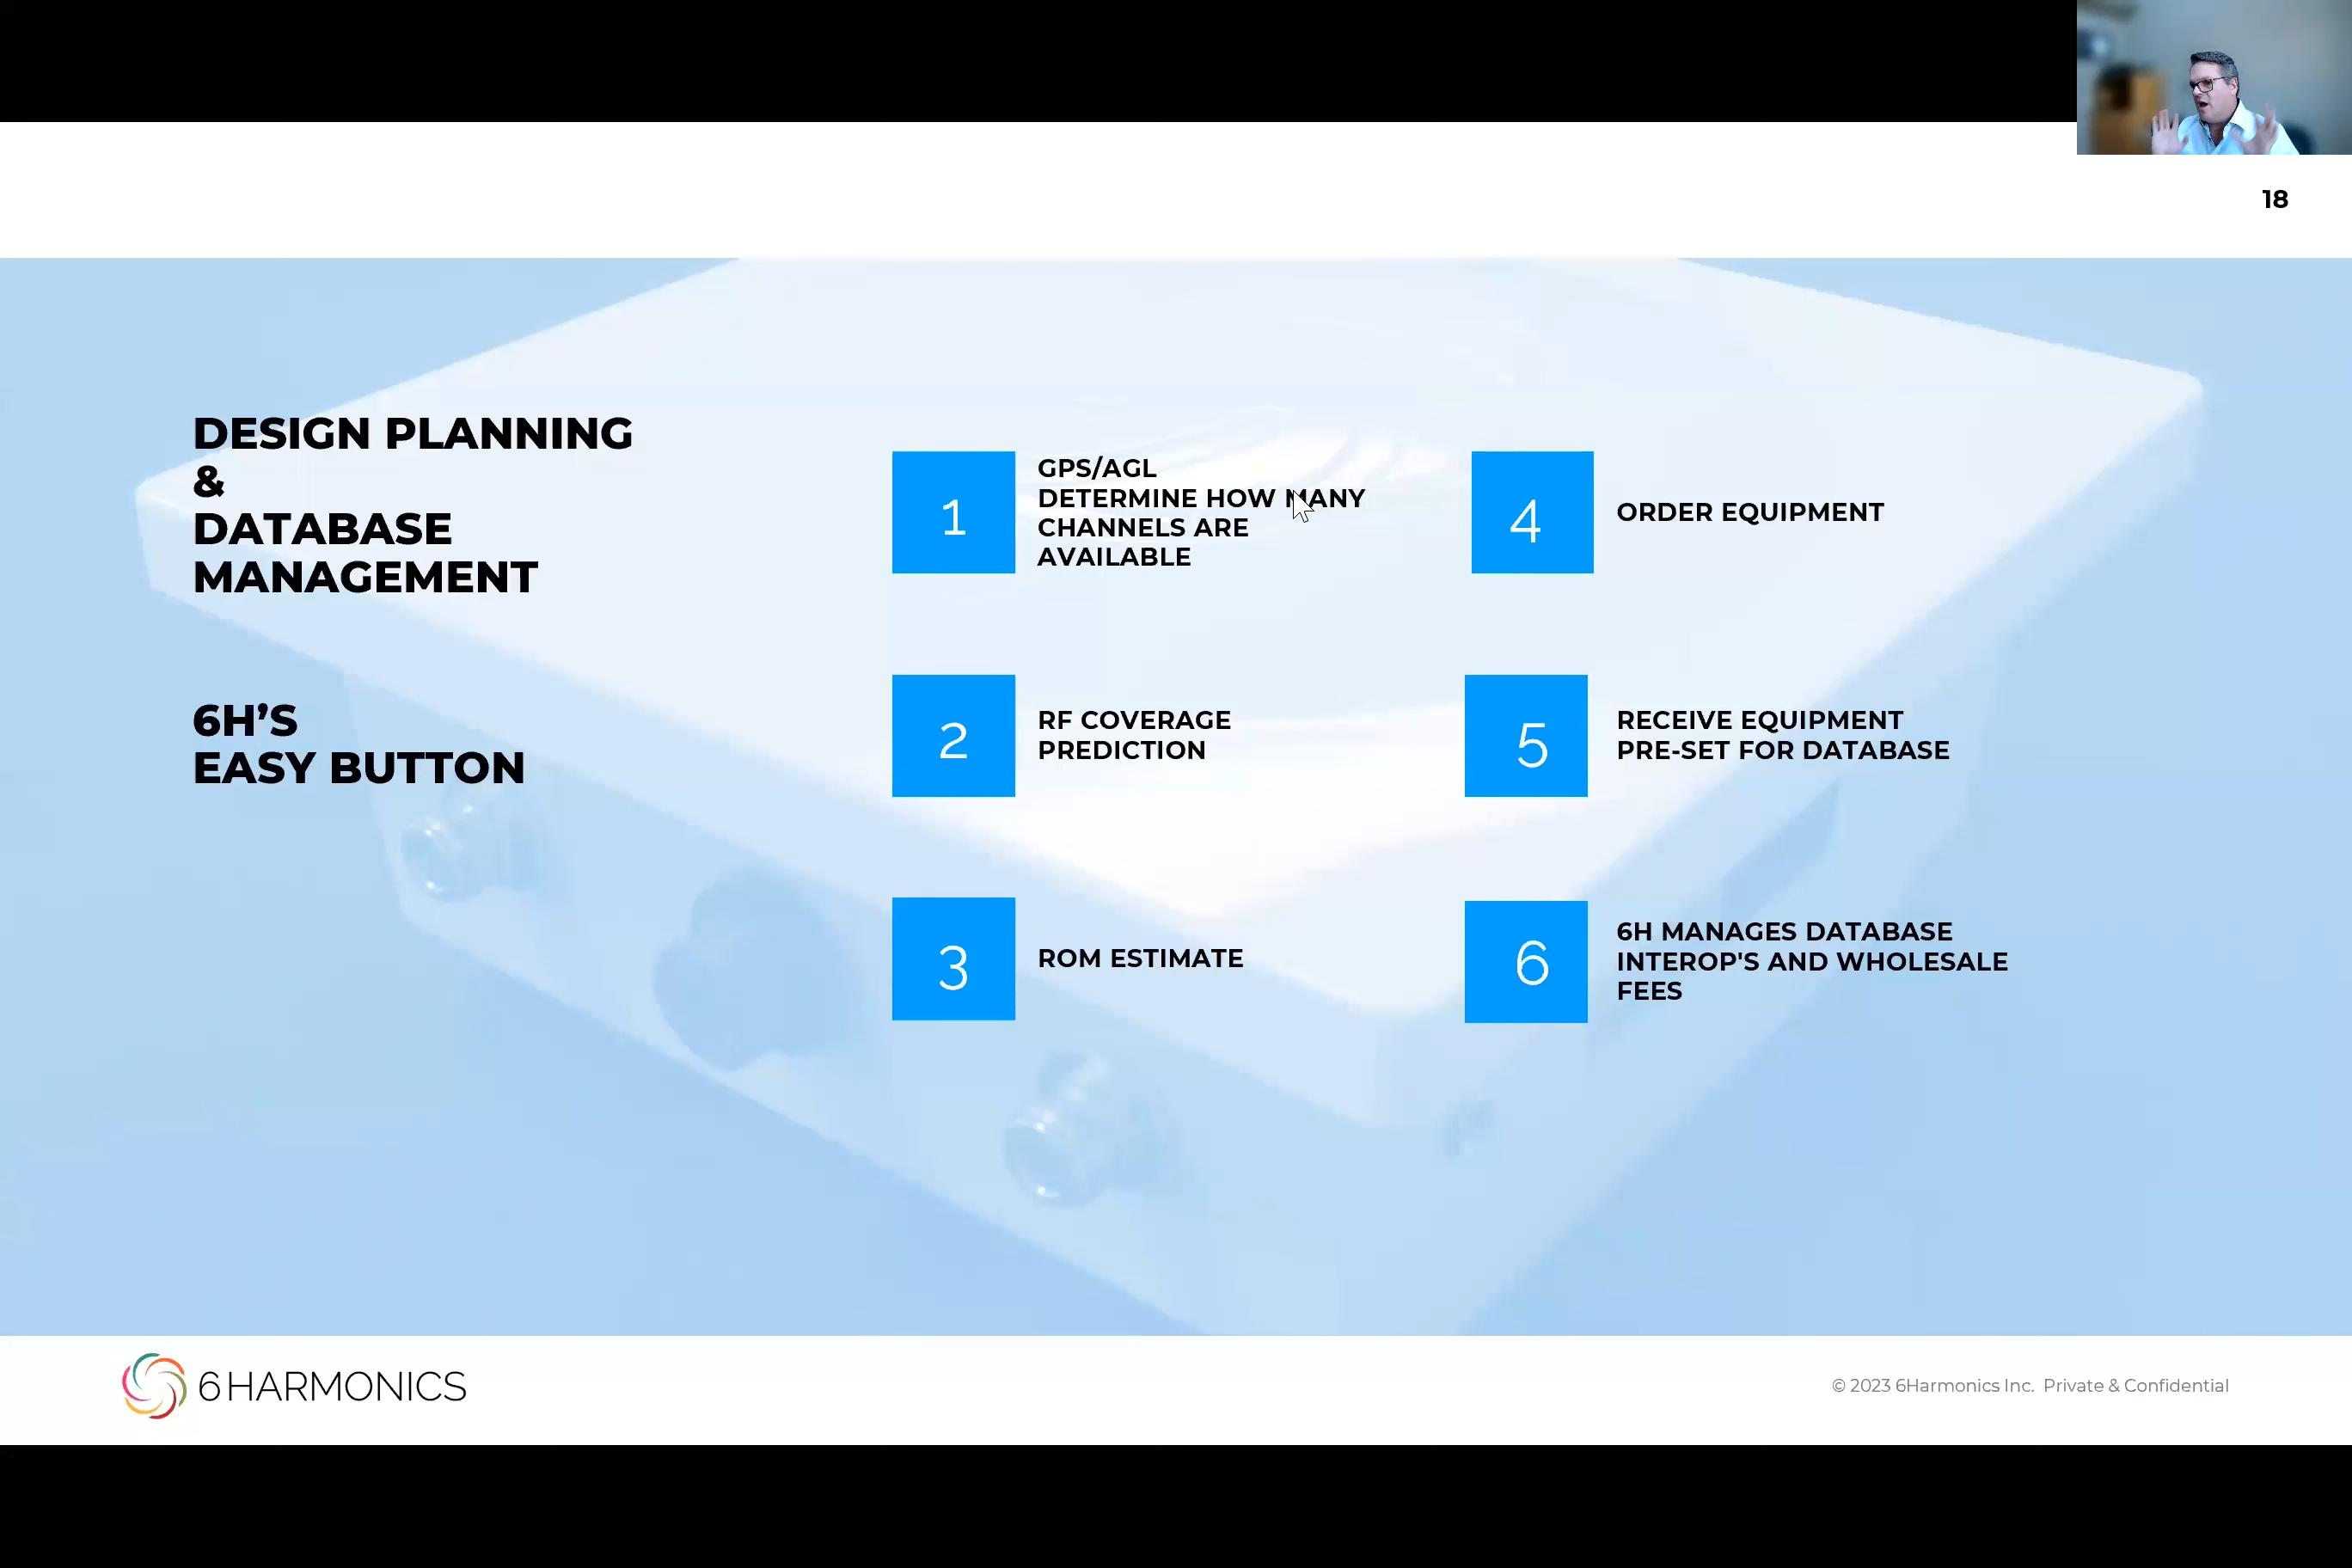 18
DESIGN PLANNING
&
DATABASE
MANAGEMENT
6H’S
EASY BUTTON
1
GPS/AGL
DETERMINE HOW MANY
CHANNELS ARE
AVAILABLE
2
RF COVERAGE
PREDICTION
3
ROM ESTIMATE
4
ORDER EQUIPMENT
5
RECEIVE EQUIPMENT
PRE-SET FOR DATABASE
6
6H MANAGES DATABASE
INTEROP'S AND WHOLESALE
FEES
6HARMONICS
© 2023 6Harmonics Inc. Private & Confidential